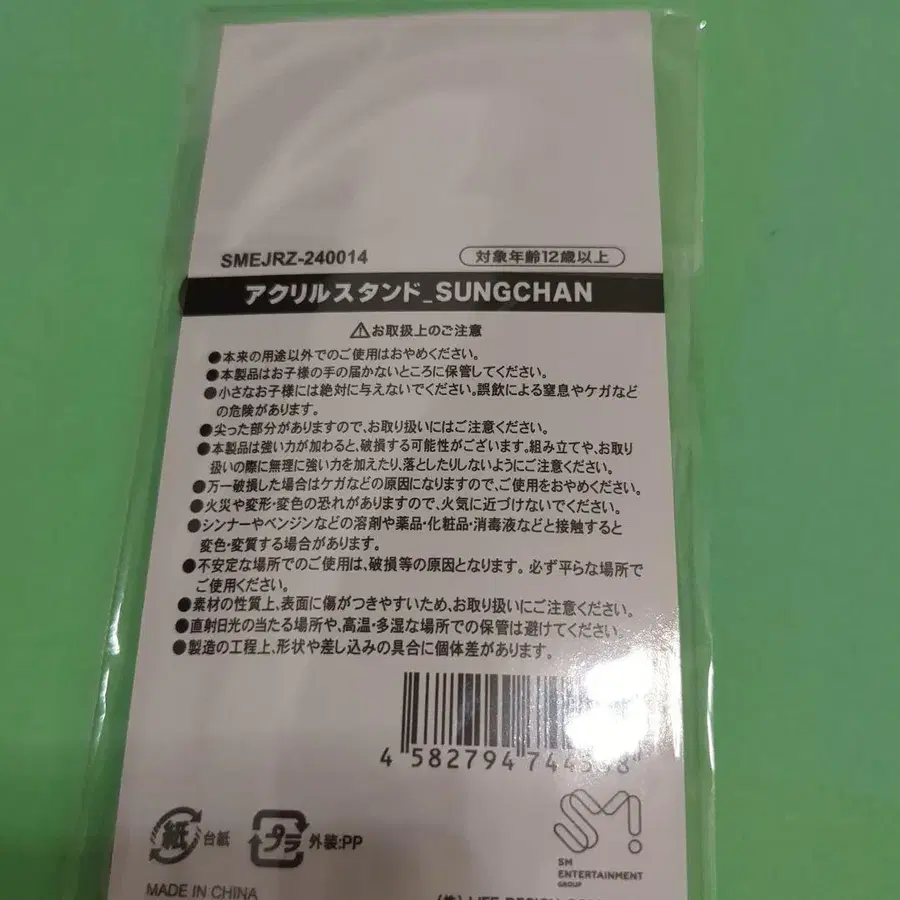 SMEJRZ-240014
対象年齢12歳以上
アクリルスタンド_SUNGCHAN
⚠お取扱上のご注意
●本来の用途以外でのご使用はおやめください。
●本製品はお子様の手の届かないところに保管してください。
●小さなお子様には絶対に与えないでください。誤飲による窒息やケガなど
の危険があります。
●尖った部分がありますので、お取り扱いにはご注意ください。
●本製品は強い力が加わると、破損する可能性がございます。組み立てや、お取り
扱いの際に無理に強い力を加えたり、落としたりしないようにご注意ください。
●万一破損した場合はケガなどの原因になりますので、ご使用をおやめください。
●火災や変形・変色の恐れがありますので、火気に近づけないでください。
●シンナーやベンジンなどの溶剤や薬品・化粧品・消毒液などと接触すると
変色・変質する場合があります。
●不安定な場所でのご使用は、破損等の原因となります。必ず平らな場所で
ご使用ください。
●素材の性質上、表面に傷がつきやすいため、お取り扱いにご注意ください。
●直射日光の当たる場所や、高温・多湿な場所での保管は避けてください。
●製造の工程上、形状や差し込みの具合に個体差があります。
4 582794
紙 台紙
プラ 外装:PP
SM
ENTERTAINMENT
GROUP
MADE IN CHINA
(株) LIFE DESIGN